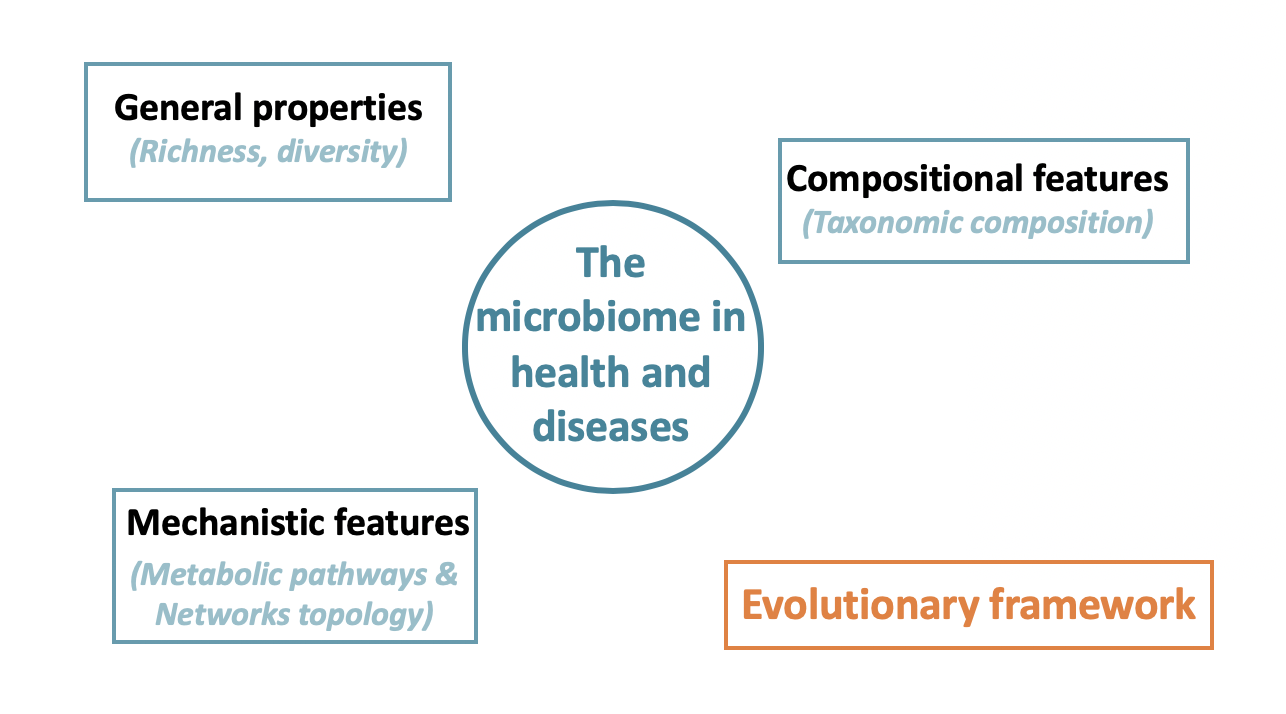 General properties
(Richness, diversity)
Compositional features
(Taxonomic composition)
The
microbiome in
health and
diseases
Mechanistic features
(Metabolic pathways &
Networks topology)
Evolutionary framework